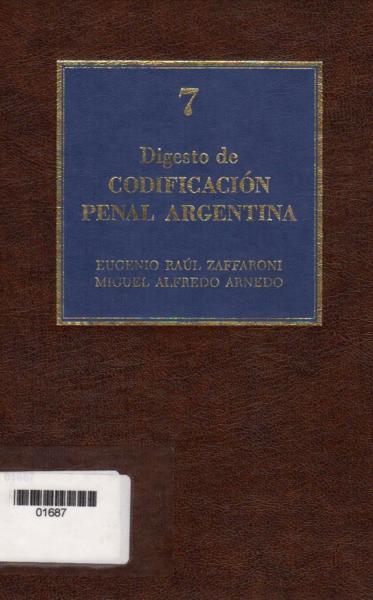 7
Digesto de
CODIFICACIÓN
PENAL ARGENTINA
EUGENIO RAÚL ZAFFARONI
MIGUEL ALFREDO ARNEDO
01687